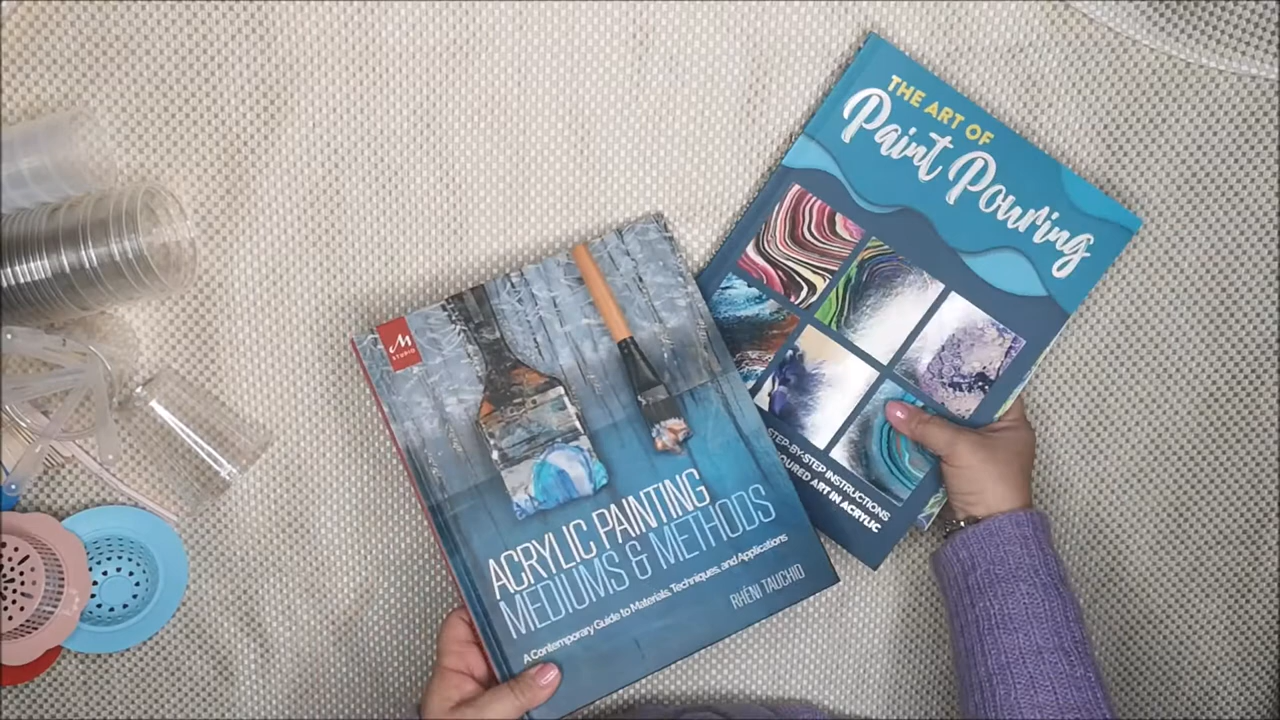 M
STUDIO
ACRYLIC PAINTING
MEDIUMS & METHODS
A Contemporary Guide to Materials, Techniques, and Applications
RHÉNI TAUCHID
THE ART OF
Paint Pouring
STEP-BY-STEP INSTRUCTIONS
POURED ART IN ACRYLIC